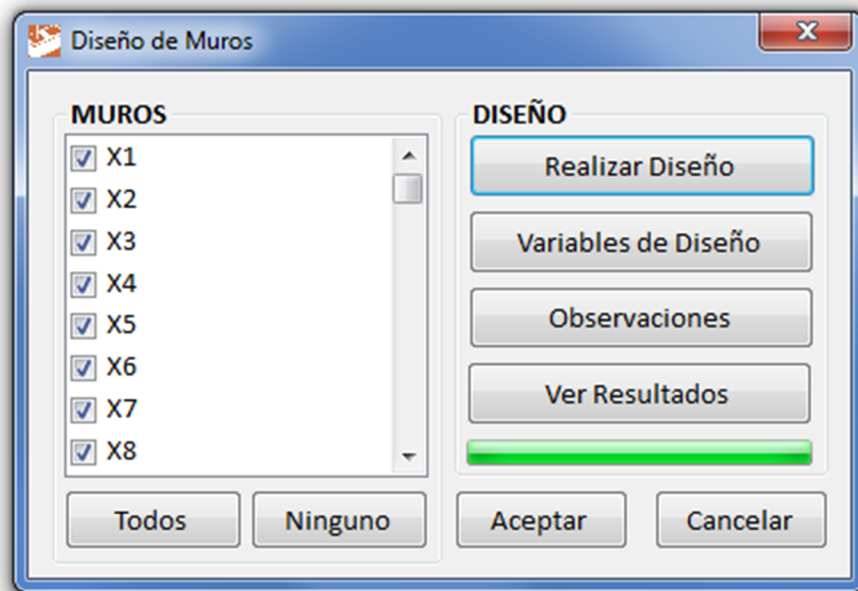 Diseño de Muros
MUROS
X1
X2
X3
X4
X5
X6
X7
X8
Todos
Ninguno
DISEÑO
Realizar Diseño
Variables de Diseño
Observaciones
Ver Resultados
Aceptar
Cancelar